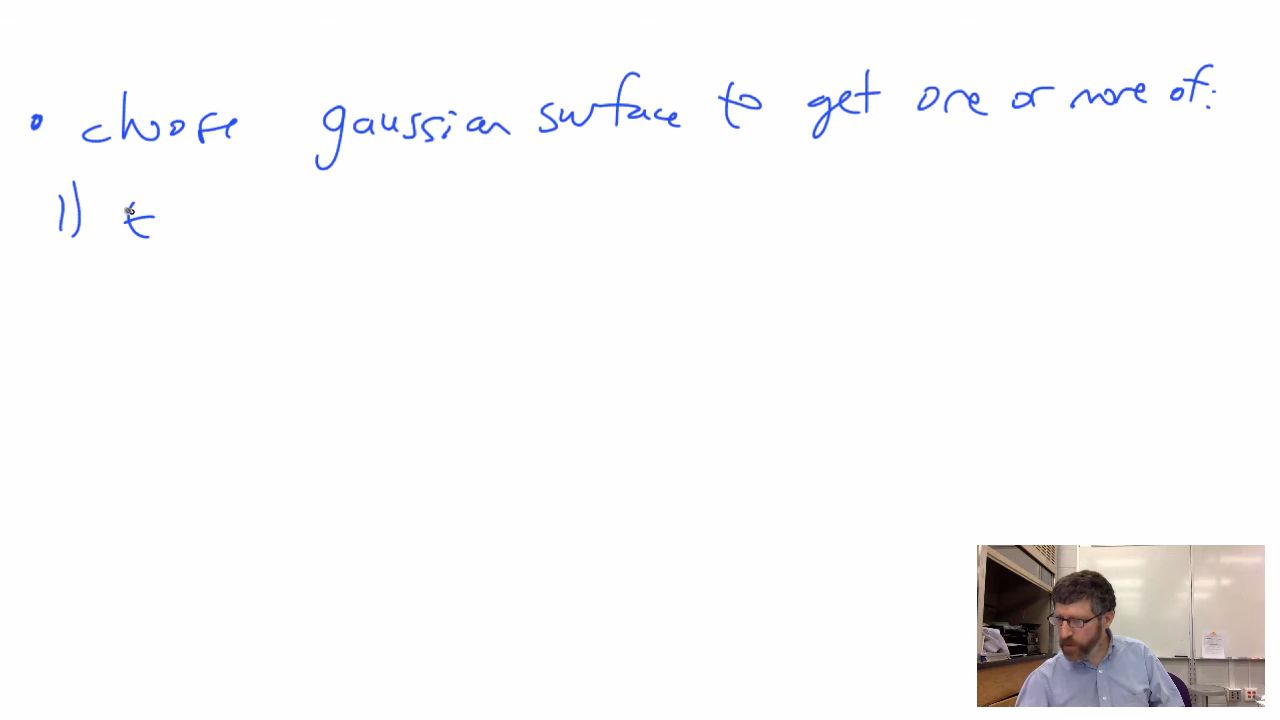 • choose gaussian surface to get one or more of:
1) E